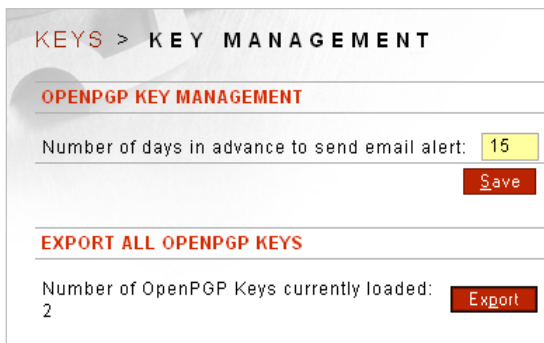 KEYS > KEY MANAGEMENT
OPENPGP KEY MANAGEMENT
Number of days in advance to send email alert: 15
Save
EXPORT ALL OPENPGP KEYS
Number of OpenPGP Keys currently loaded:
2
Export